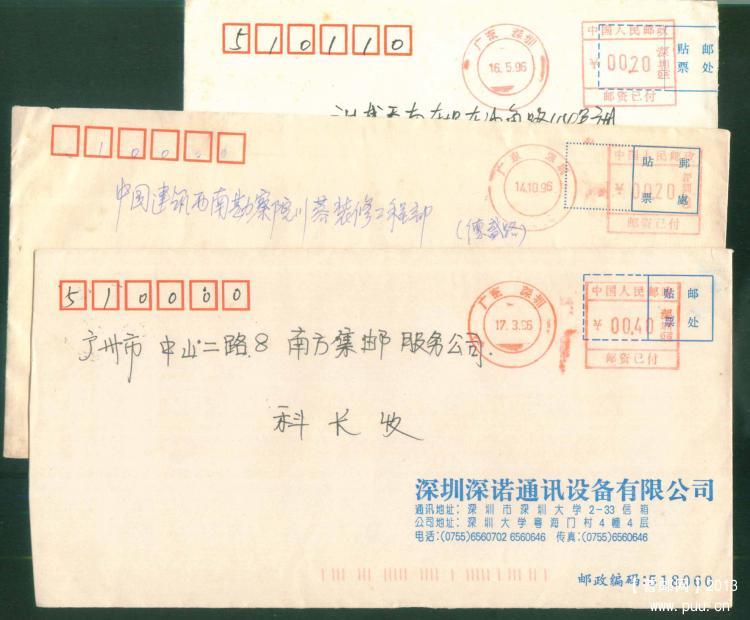 510110
广东 深圳
16.5.96
中国人民邮政
¥ 00.20
邮资已付
贴 邮
票 处
610000
中国建筑西南勘察院川蓉装修工程部
广东 深圳
14.10.96
中国人民邮政
¥ 00.20
邮资已付
貼 郵
票 處
510000
广州市 中山二路.8 南方集邮服务公司.
科长收
广东 深圳
17.3.96
中国人民邮政
¥ 00.40
邮资已付
贴 邮
票 处
深圳深诺通讯设备有限公司
通讯地址:深圳市深圳大学2-33信箱
公司地址:深圳大学粤海门村4幢4层
电话:(0755)6560702 6560646 传真:(0755)6560646
邮政编码:518060
2013
www.puu.cn